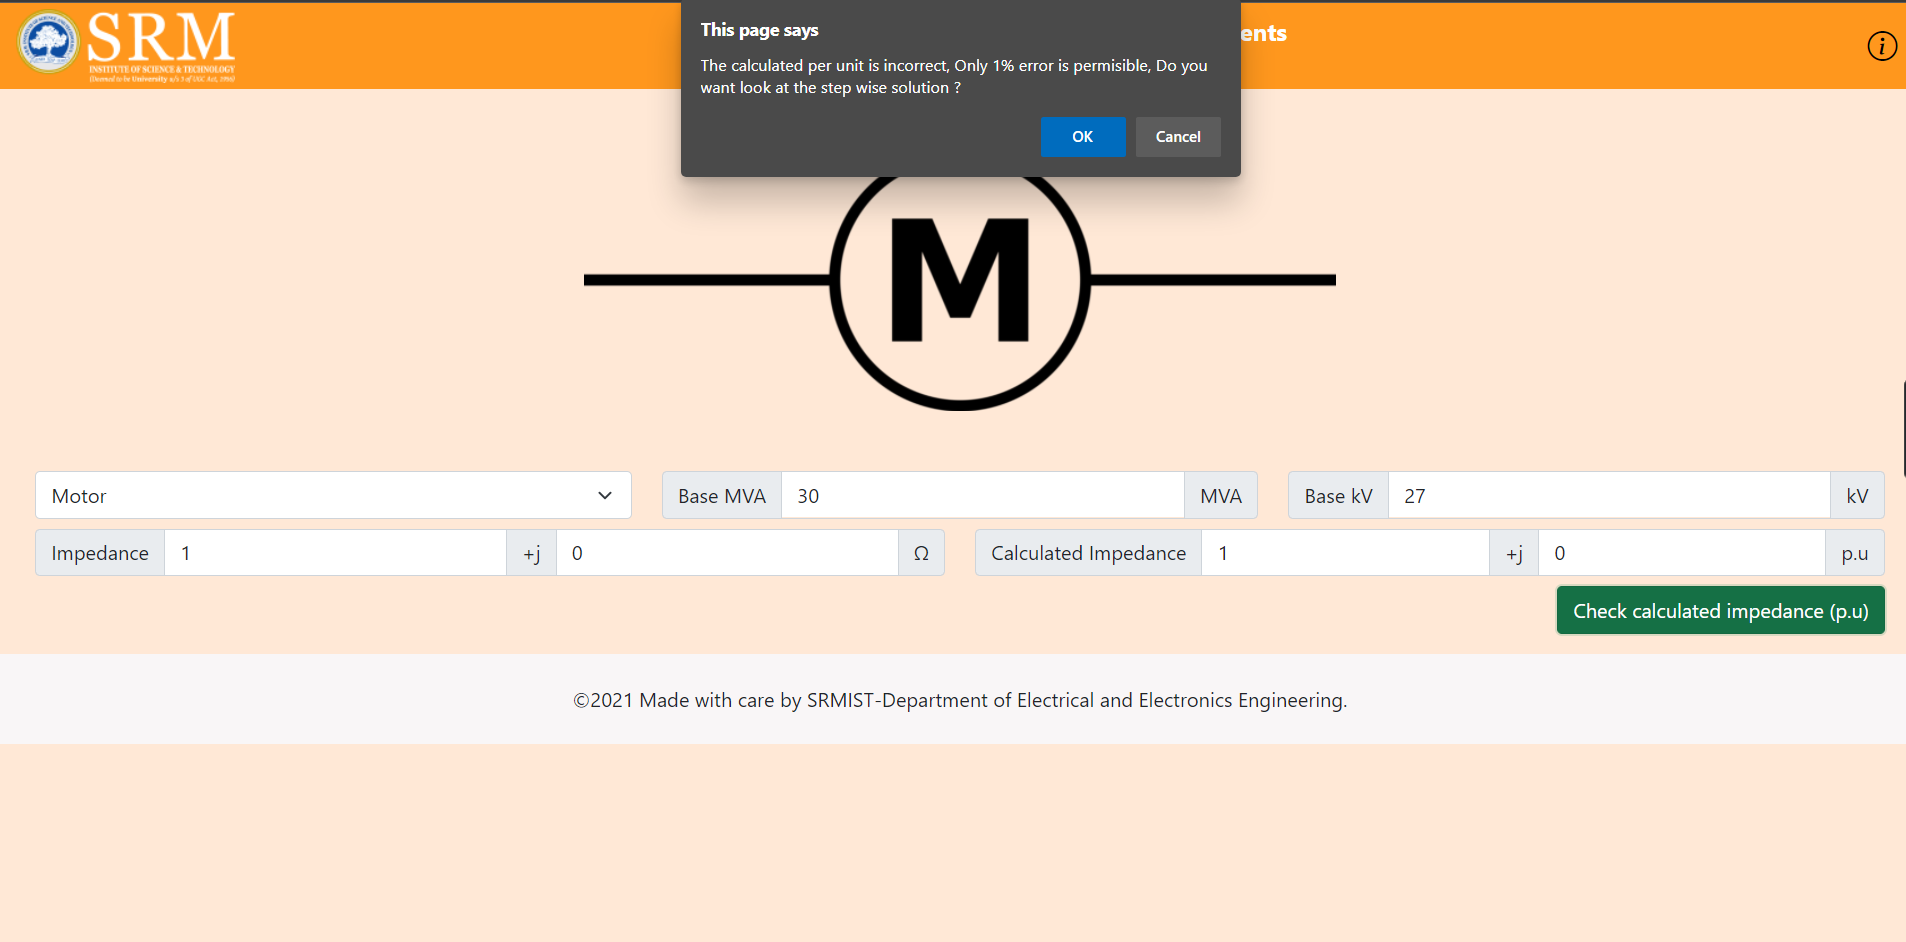 SRM
INSTITUTE OF SCIENCE & TECHNOLOGY
(Deemed to be University u/s 3 of UGC Act, 1956)
ents
i
This page says
The calculated per unit is incorrect, Only 1% error is permisible, Do you
want look at the step wise solution ?
OK Cancel
M
Motor Base MVA 30 MVA Base kV 27 kV
Impedance 1 +j 0 Ω Calculated Impedance 1 +j 0 p.u
Check calculated impedance (p.u)
©2021 Made with care by SRMIST-Department of Electrical and Electronics Engineering.